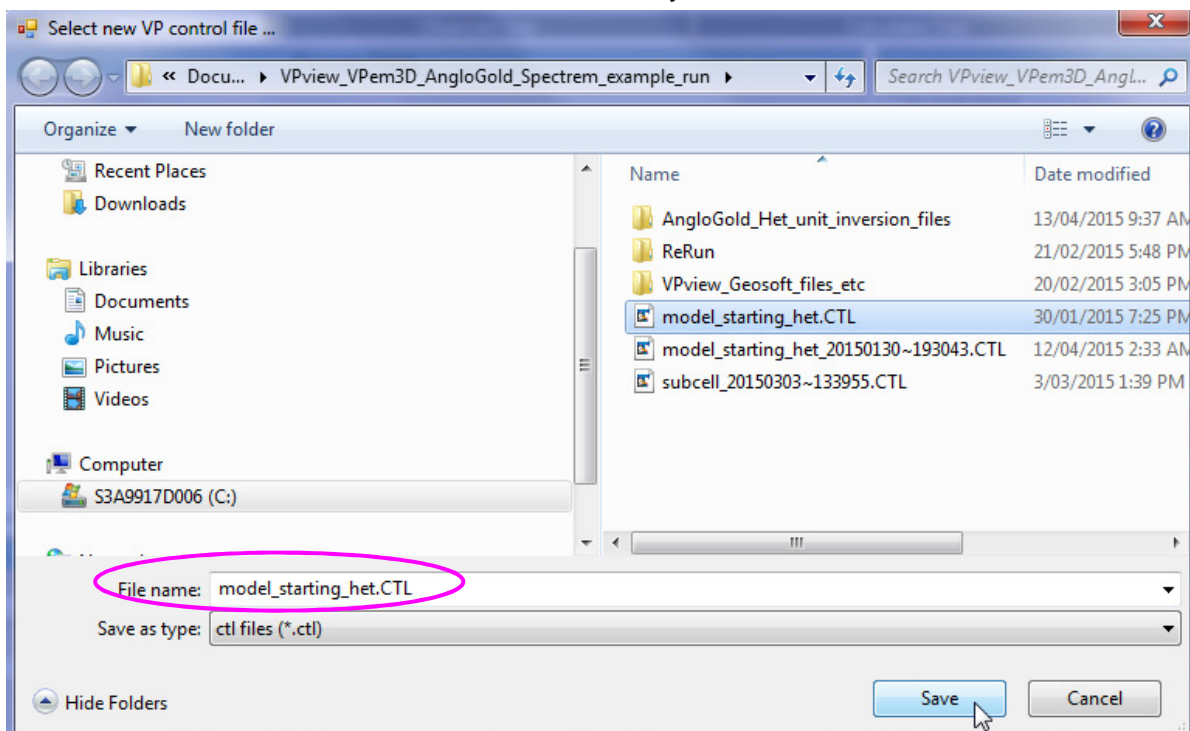 Select new VP control file ...
« Docu... ▸ VPview_VPem3D_AngloGold_Spectrem_example_run ▸
Search VPview_VPem3D_Angl...
Organize
New folder
Name
Date modified
Recent Places
Downloads
Libraries
Documents
Music
Pictures
Videos
Computer
S3A9917D006 (C:)
AngloGold_Het_unit_inversion_files 13/04/2015 9:37 AM
ReRun 21/02/2015 5:48 PM
VPview_Geosoft_files_etc 20/02/2015 3:05 PM
model_starting_het.CTL 30/01/2015 7:25 PM
model_starting_het_20150130~193043.CTL 12/04/2015 2:33 AM
subcell_20150303~133955.CTL 3/03/2015 1:39 PM
File name: model_starting_het.CTL
Save as type: ctl files (*.ctl)
Hide Folders
Save
Cancel